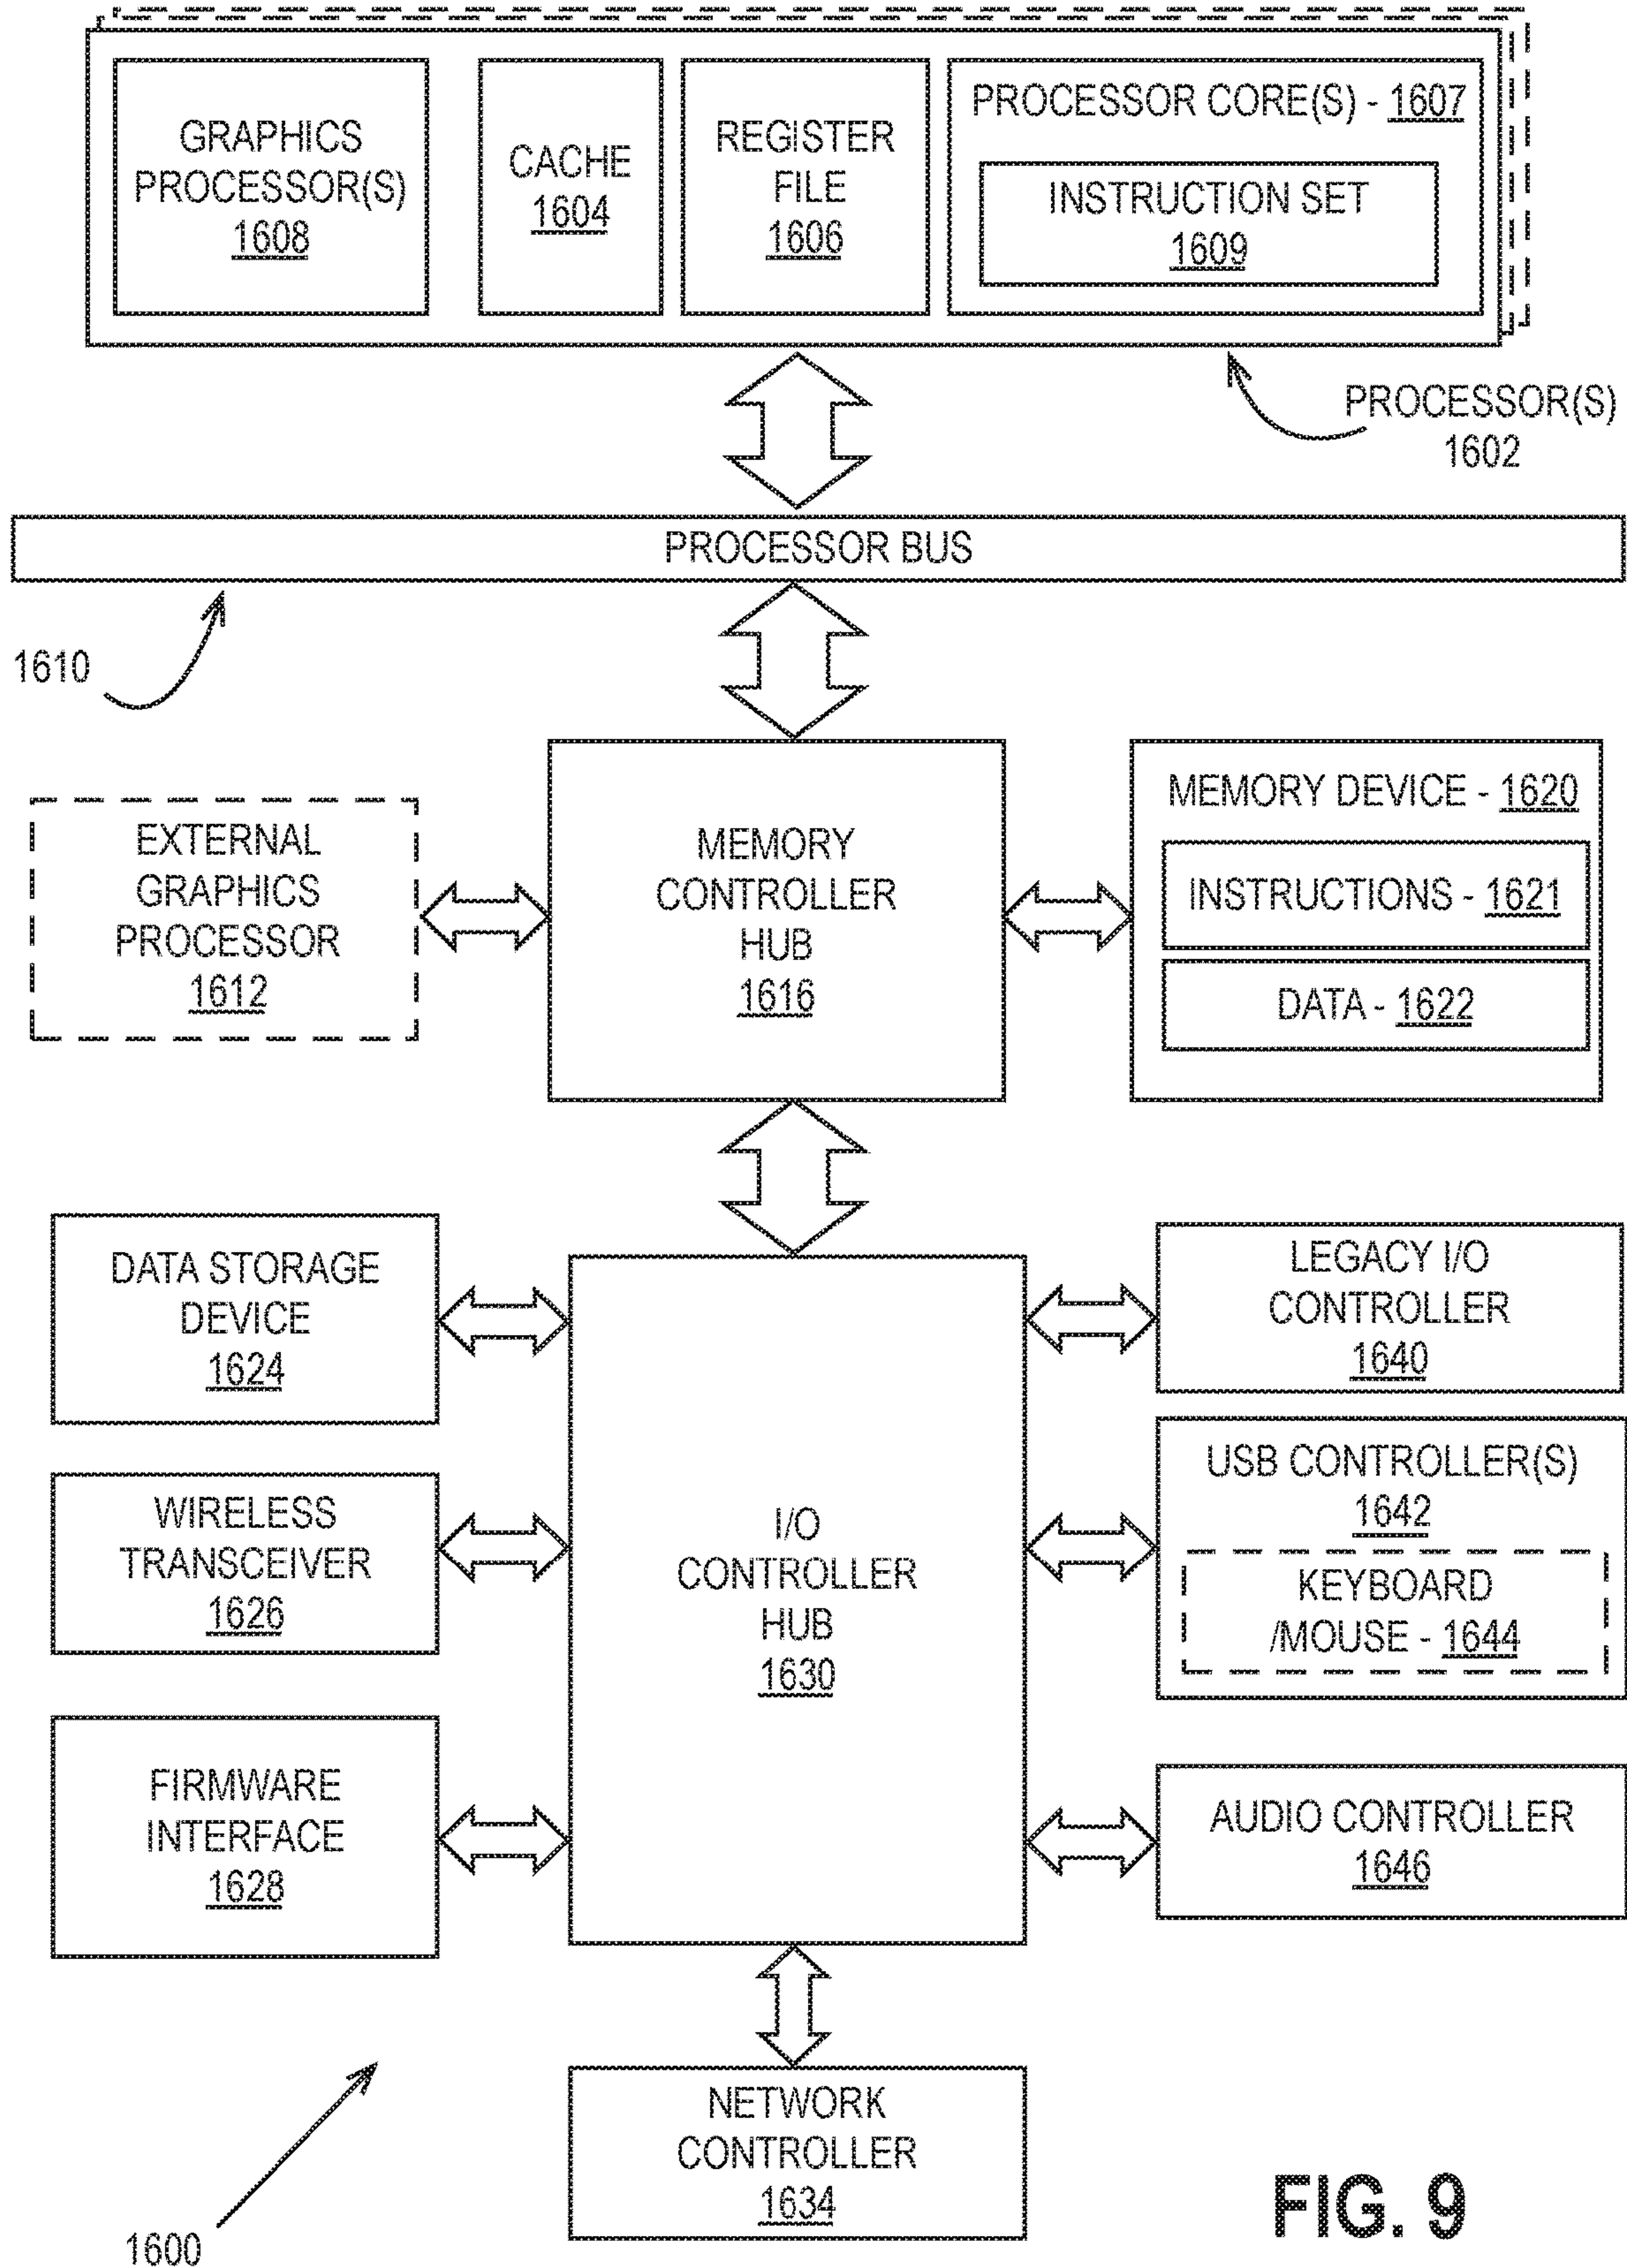 GRAPHICS
PROCESSOR(S)
1608
CACHE
1604
REGISTER
FILE
1606
PROCESSOR CORE(S) - 1607
INSTRUCTION SET
1609
PROCESSOR(S)
1602
PROCESSOR BUS
1610
EXTERNAL
GRAPHICS
PROCESSOR
1612
MEMORY
CONTROLLER
HUB
1616
MEMORY DEVICE - 1620
INSTRUCTIONS - 1621
DATA - 1622
DATA STORAGE
DEVICE
1624
WIRELESS
TRANSCEIVER
1626
FIRMWARE
INTERFACE
1628
I/O
CONTROLLER
HUB
1630
LEGACY I/O
CONTROLLER
1640
USB CONTROLLER(S)
1642
KEYBOARD
/MOUSE - 1644
AUDIO CONTROLLER
1646
NETWORK
CONTROLLER
1634
1600
FIG. 9